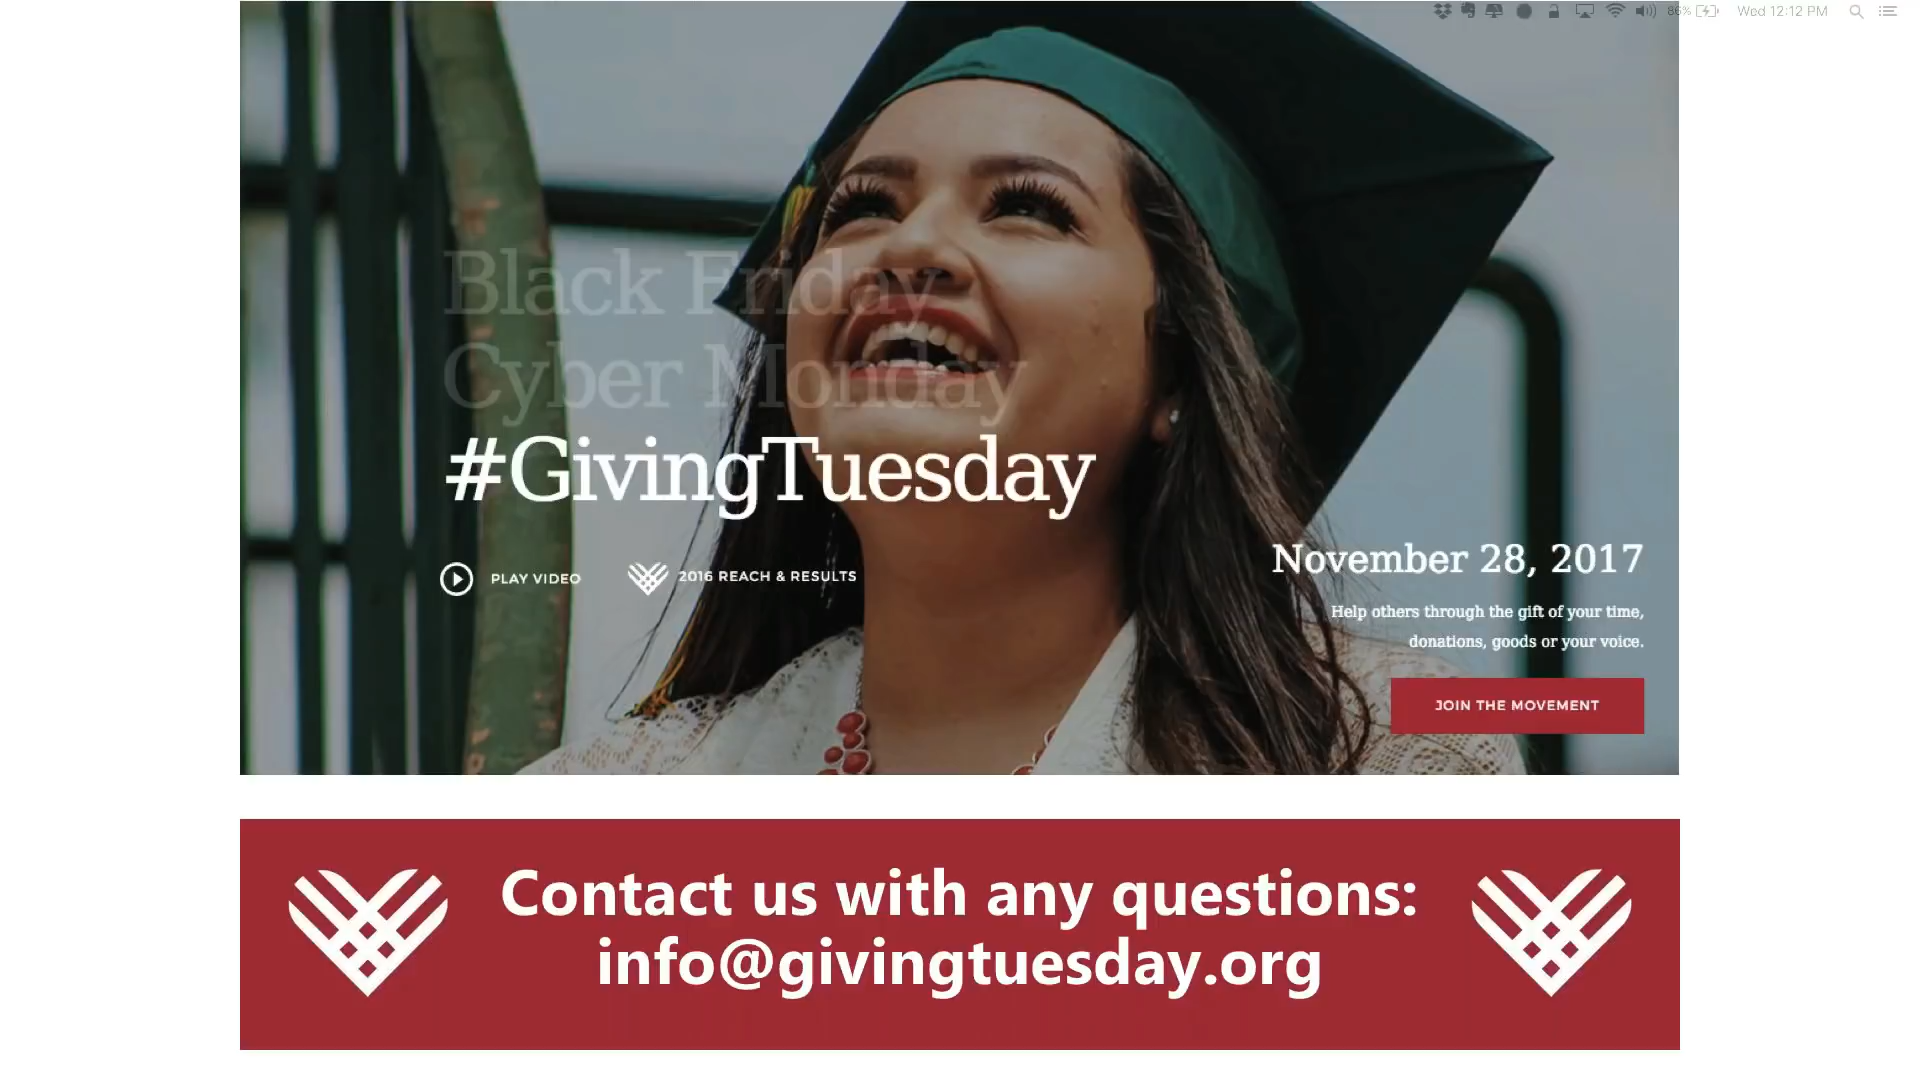 86% Wed 12:12 PM
Black Friday
Cyber Monday
#GivingTuesday
PLAY VIDEO
2016 REACH & RESULTS
November 28, 2017
Help others through the gift of your time,
donations, goods or your voice.
JOIN THE MOVEMENT
Contact us with any questions:
info@givingtuesday.org